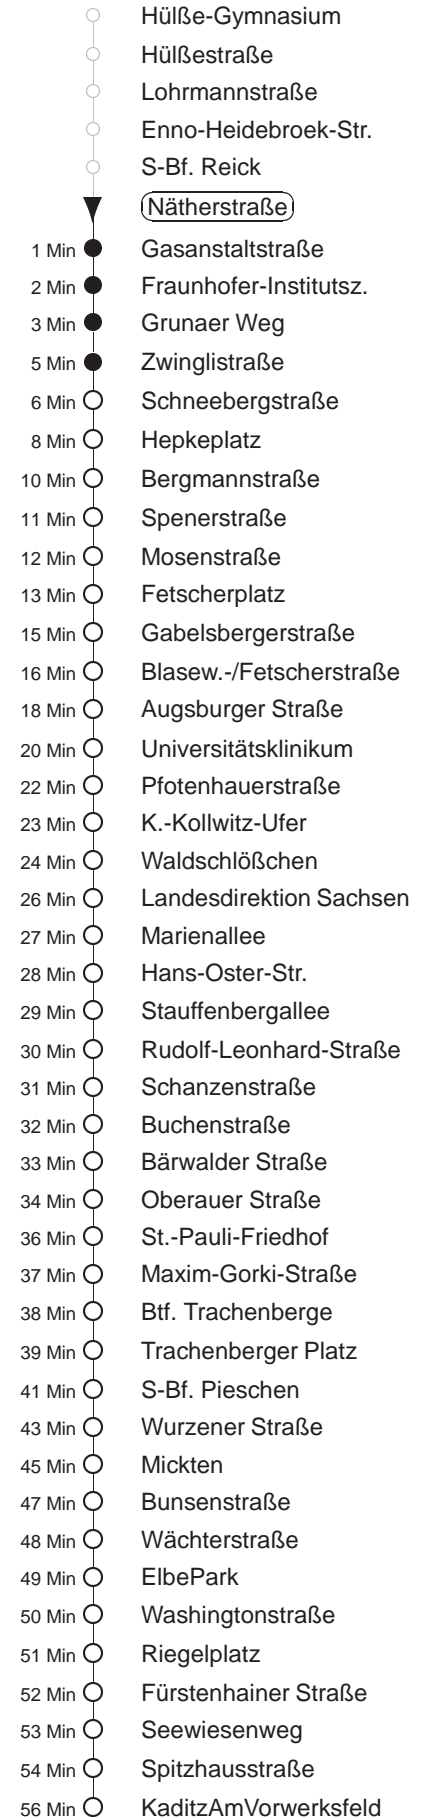 Hülße-Gymnasium
Hülßestraße
Lohrmannstraße
Enno-Heidebroek-Str.
S-Bf. Reick
Nätherstraße
1 Min Gasanstaltstraße
2 Min Fraunhofer-Institutsz.
3 Min Grunaer Weg
5 Min Zwinglistraße
6 Min Schneebergstraße
8 Min Hepkeplatz
10 Min Bergmannstraße
11 Min Spenerstraße
12 Min Mosenstraße
13 Min Fetscherplatz
15 Min Gabelsbergerstraße
16 Min Blasew.-/Fetscherstraße
18 Min Augsburger Straße
20 Min Universitätsklinikum
22 Min Pfotenhauerstraße
23 Min K.-Kollwitz-Ufer
24 Min Waldschlößchen
26 Min Landesdirektion Sachsen
27 Min Marienallee
28 Min Hans-Oster-Str.
29 Min Stauffenbergallee
30 Min Rudolf-Leonhard-Straße
31 Min Schanzenstraße
32 Min Buchenstraße
33 Min Bärwalder Straße
34 Min Oberauer Straße
36 Min St.-Pauli-Friedhof
37 Min Maxim-Gorki-Straße
38 Min Btf. Trachenberge
39 Min Trachenberger Platz
41 Min S-Bf. Pieschen
43 Min Wurzener Straße
45 Min Mickten
47 Min Bunsenstraße
48 Min Wächterstraße
49 Min ElbePark
50 Min Washingtonstraße
51 Min Riegelplatz
52 Min Fürstenhainer Straße
53 Min Seewiesenweg
54 Min Spitzhausstraße
56 Min KaditzAmVorwerksfeld